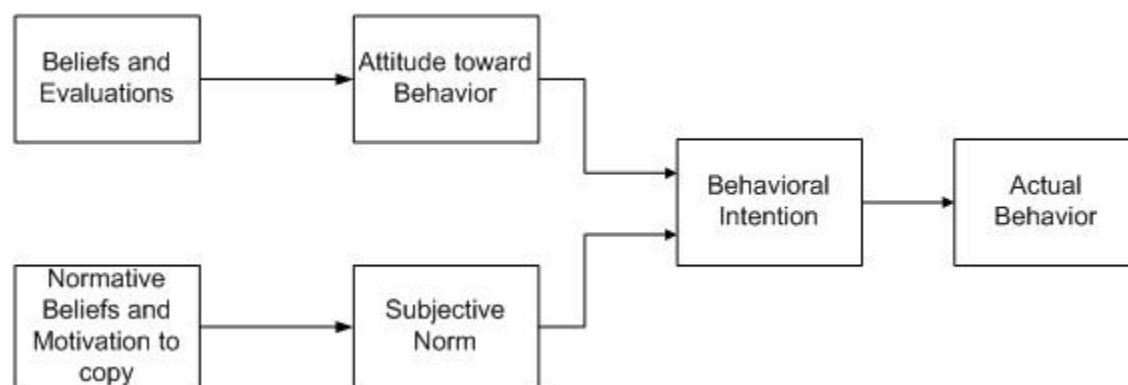 Beliefs and
Evaluations
Attitude toward
Behavior
Behavioral
Intention
Actual
Behavior
Normative
Beliefs and
Motivation to
copy
Subjective
Norm